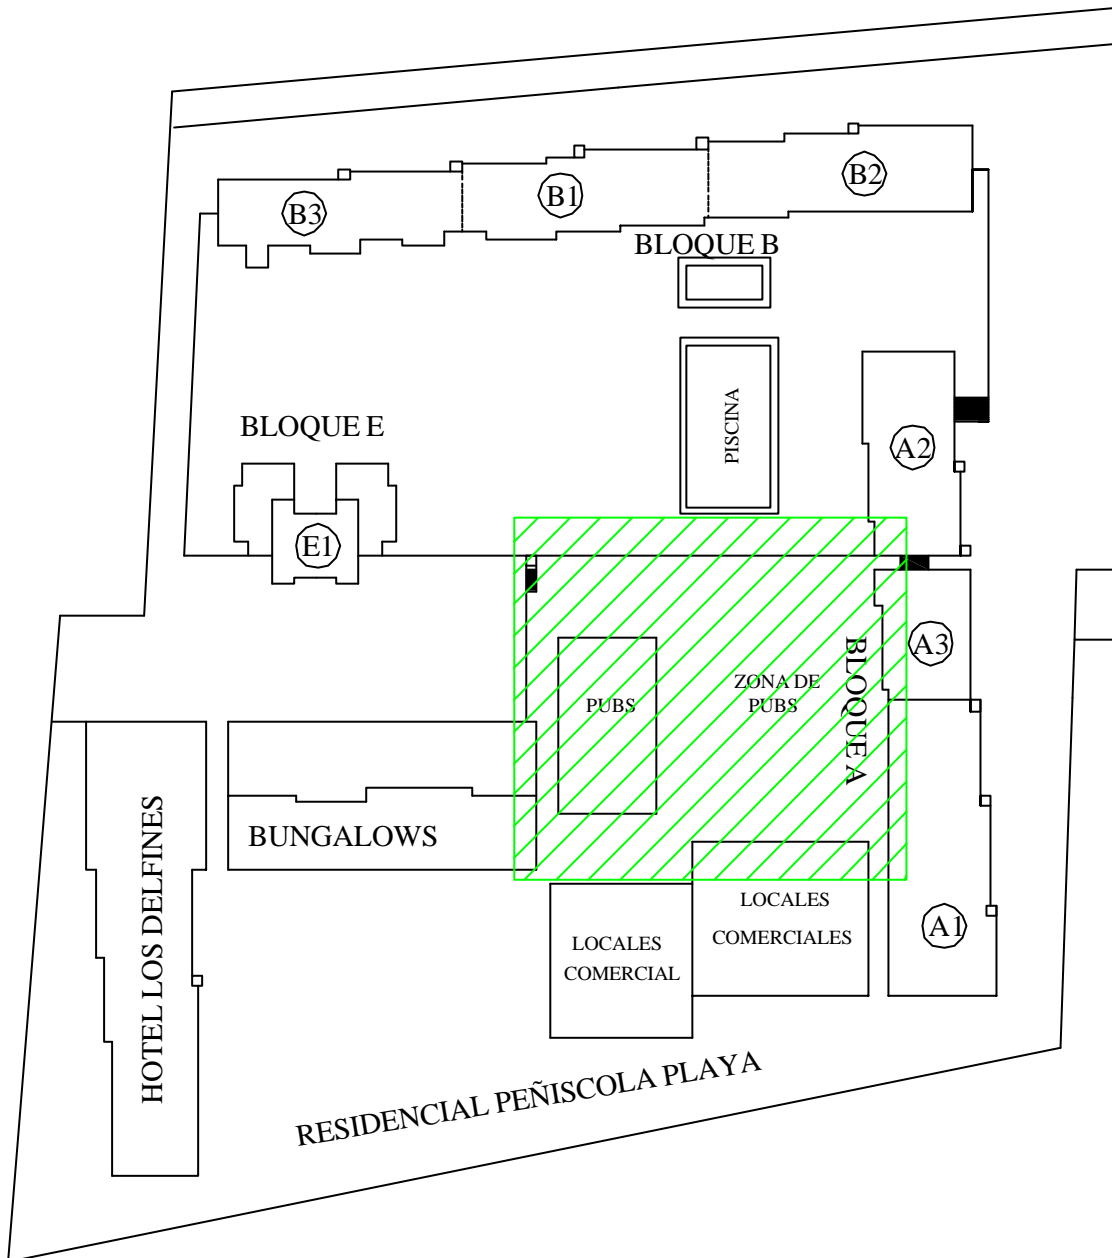 B3
B1
B2
BLOQUE B
PISCINA
BLOQUE E
A2
E1
A3
BLOQUE A
ZONA DE
PUBS
PUBS
BUNGALOWS
HOTEL LOS DELFINES
LOCALES
COMERCIALES
A1
LOCALES
COMERCIAL
RESIDENCIAL PEÑISCOLA PLAYA